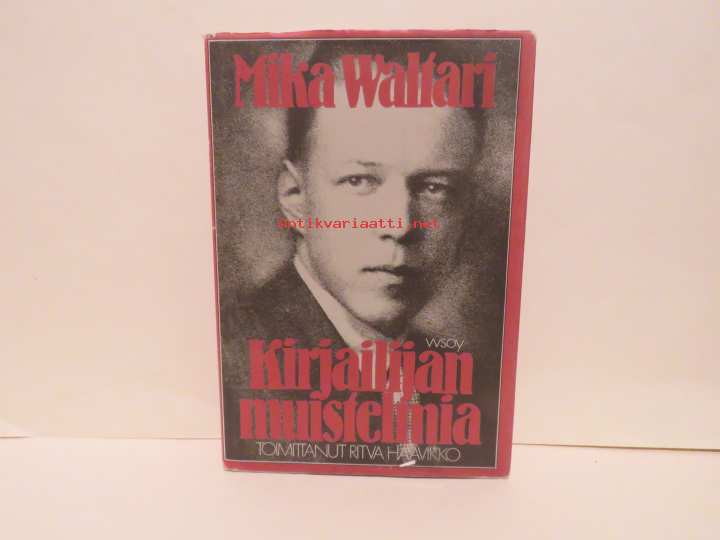 Mika Waltari
antikvariaatti.net
wsoy
Kirjailijan
muistelmia
TOIMITTANUT RITVA HAAVIKKO